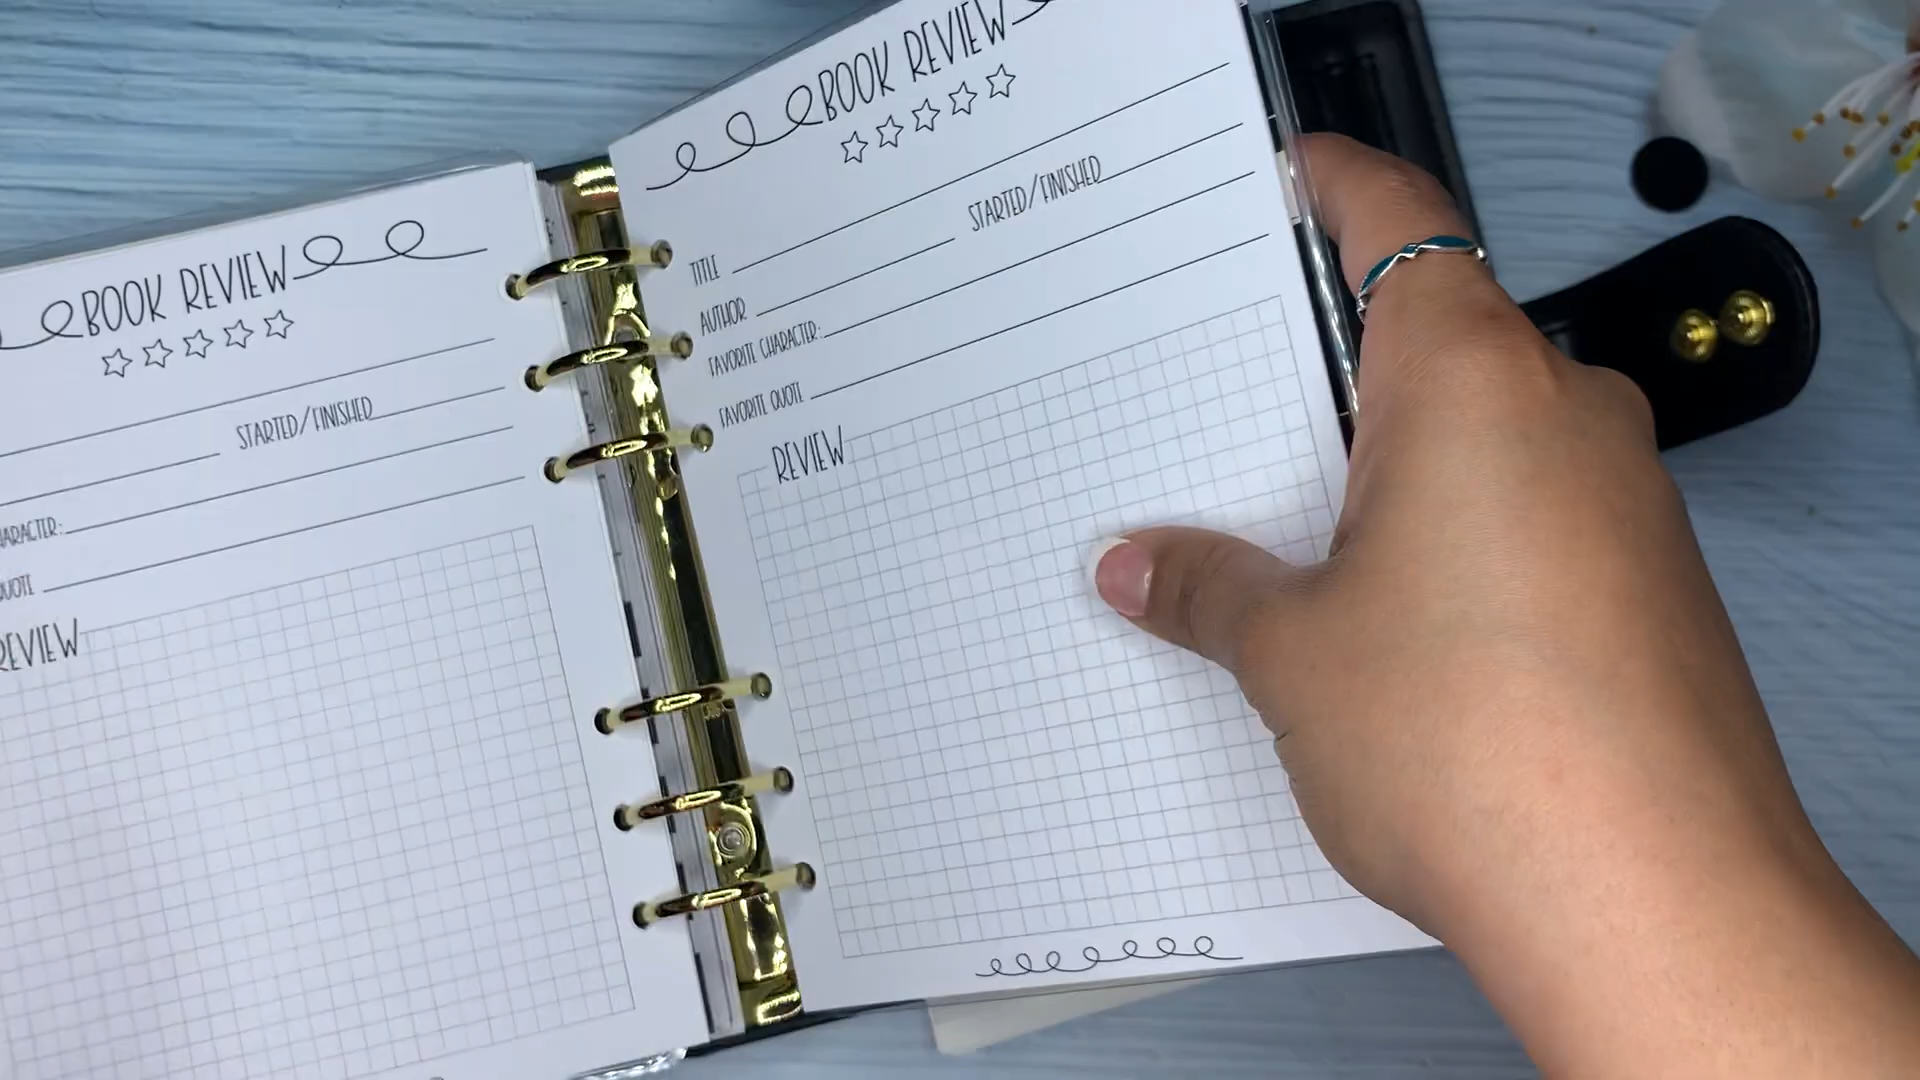 BOOK REVIEW
STARTED/FINISHED
CHARACTER:
QUOTE
REVIEW
BOOK REVIEW
TITLE
STARTED/FINISHED
AUTHOR
FAVORITE CHARACTER:
FAVORITE QUOTE
REVIEW